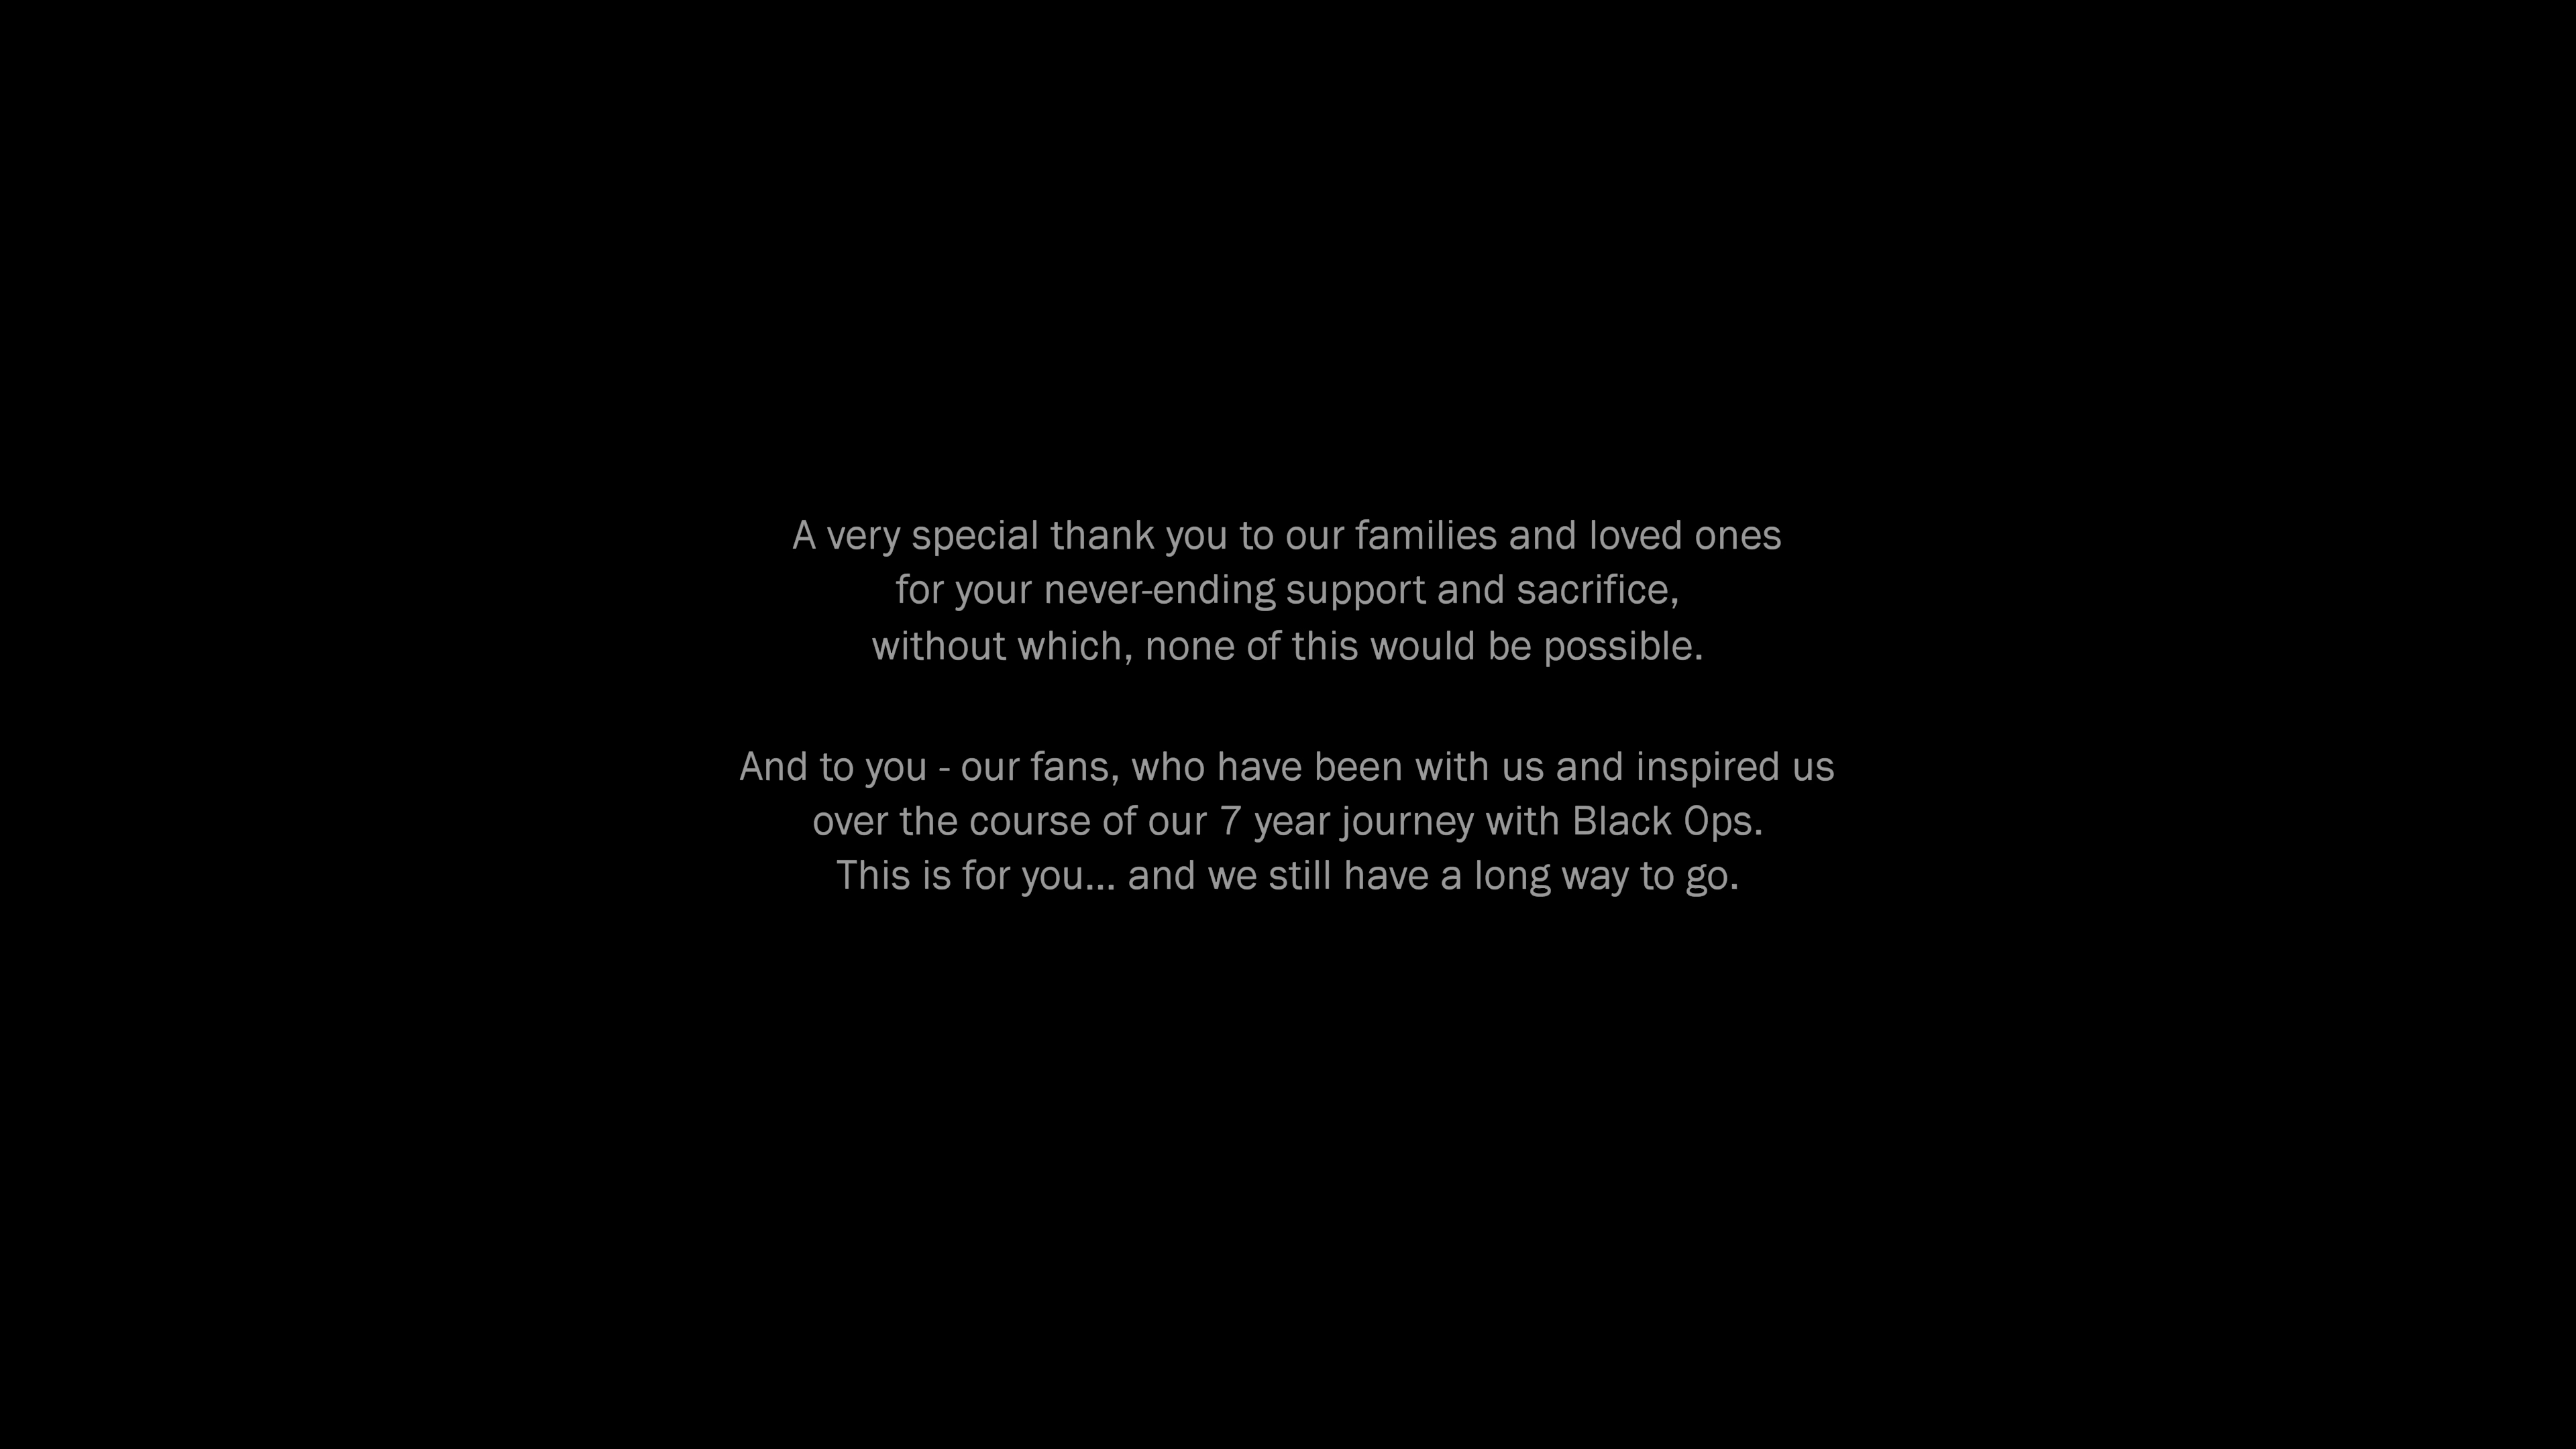 A very special thank you to our families and loved ones
for your never-ending support and sacrifice,
without which, none of this would be possible.
And to you - our fans, who have been with us and inspired us
over the course of our 7 year journey with Black Ops.
This is for you... and we still have a long way to go.